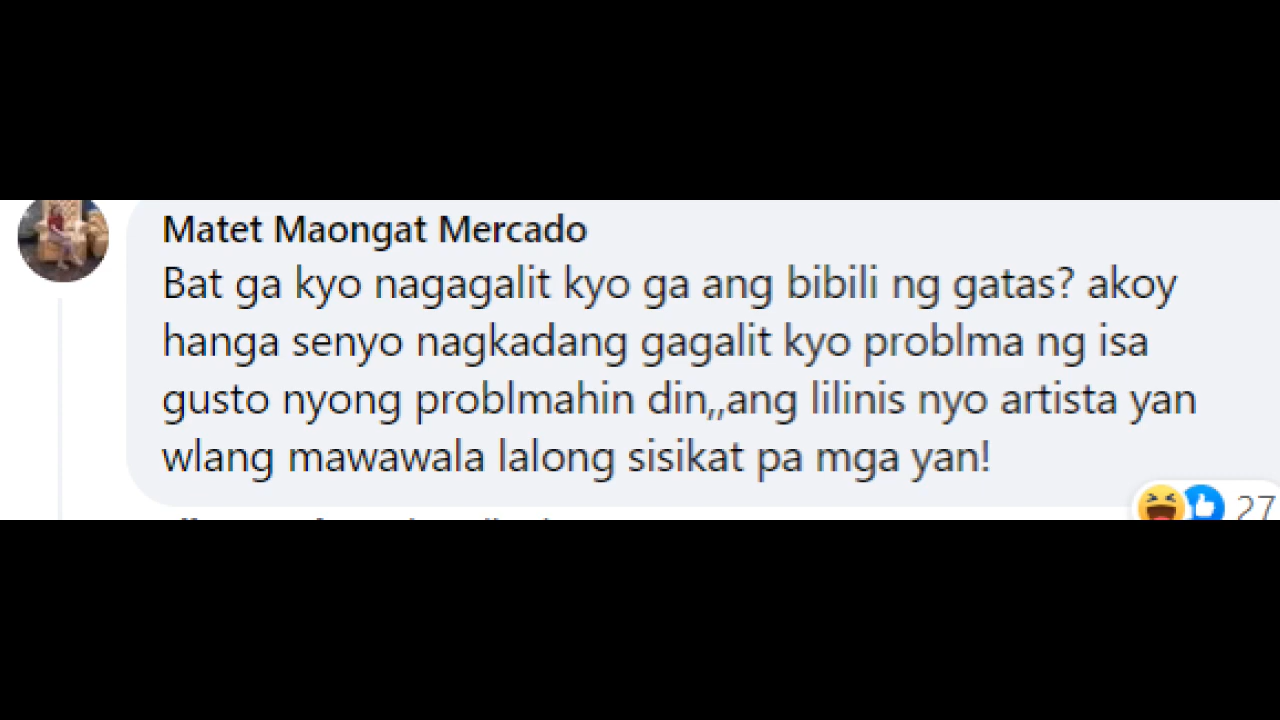 Matet Maongat Mercado
Bat ga kyo nagagalit kyo ga ang bibili ng gatas? akoy
hanga senyo nagkadang gagalit kyo problma ng isa
gusto nyong problmahin din,,ang lilinis nyo artista yan
wlang mawawala lalong sisikat pa mga yan!
27